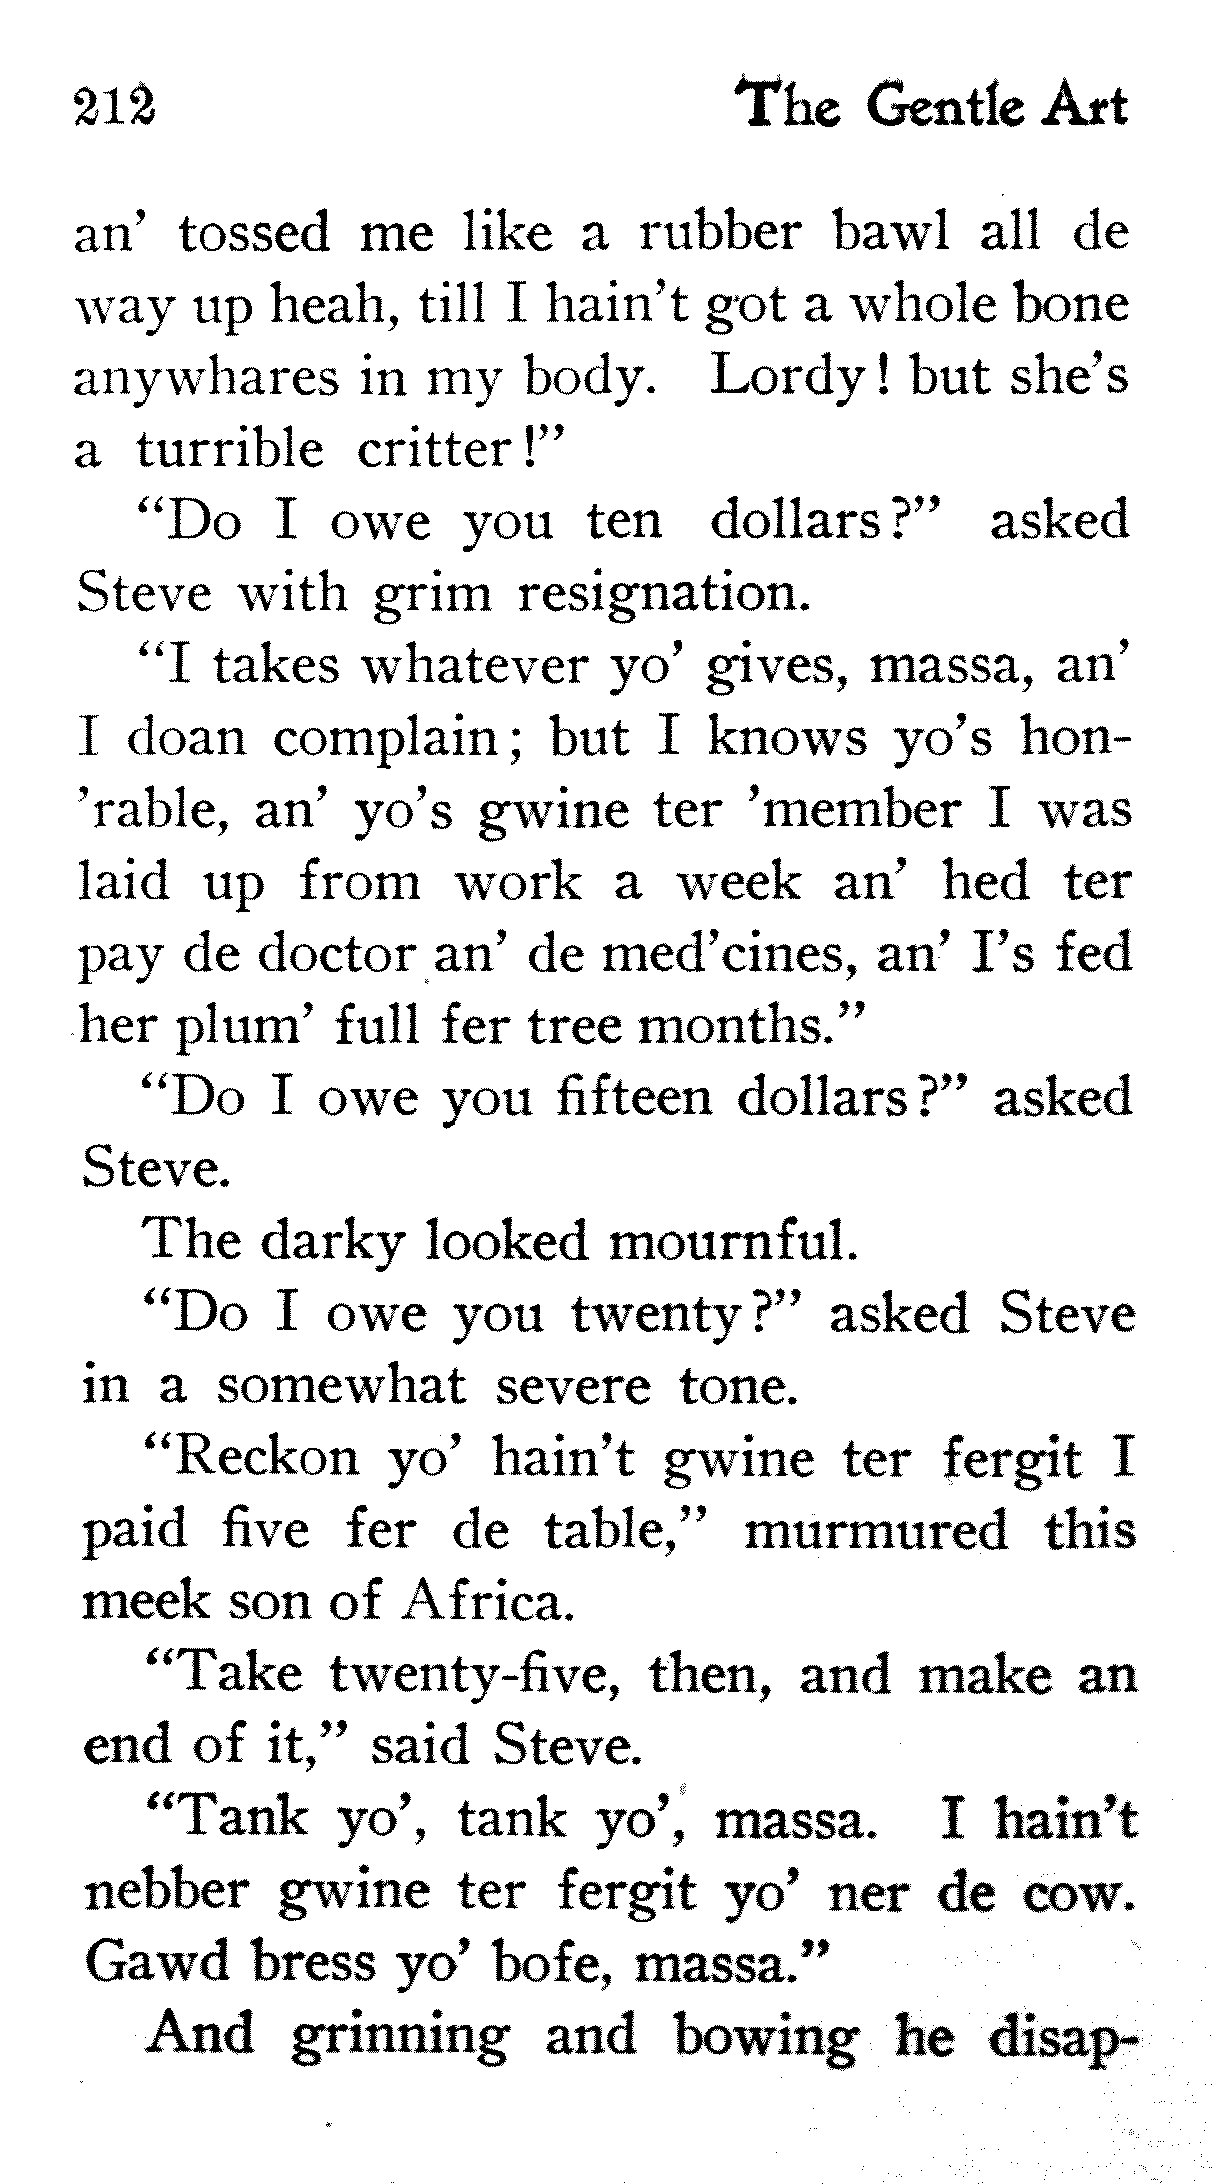 212 The Gentle Art
an' tossed me like a rubber bawl all de
way up heah, till I hain't got a whole bone
anywhares in my body. Lordy! but she's
a turrible critter!"
"Do I owe you ten dollars?" asked
Steve with grim resignation.
"I takes whatever yo' gives, massa, an'
I doan complain; but I knows yo's hon-
'rable, an' yo's gwine ter 'member I was
laid up from work a week an' hed ter
pay de doctor an' de med'cines, an' I's fed
her plum' full fer tree months."
"Do I owe you fifteen dollars?" asked
Steve.
The darky looked mournful.
"Do I owe you twenty?" asked Steve
in a somewhat severe tone.
"Reckon yo' hain't gwine ter fergit I
paid five fer de table," murmured this
meek son of Africa.
"Take twenty-five, then, and make an
end of it," said Steve.
"Tank yo', tank yo', massa. I hain't
nebber gwine ter fergit yo' ner de cow.
Gawd bress yo' bofe, massa."
And grinning and bowing he disap-